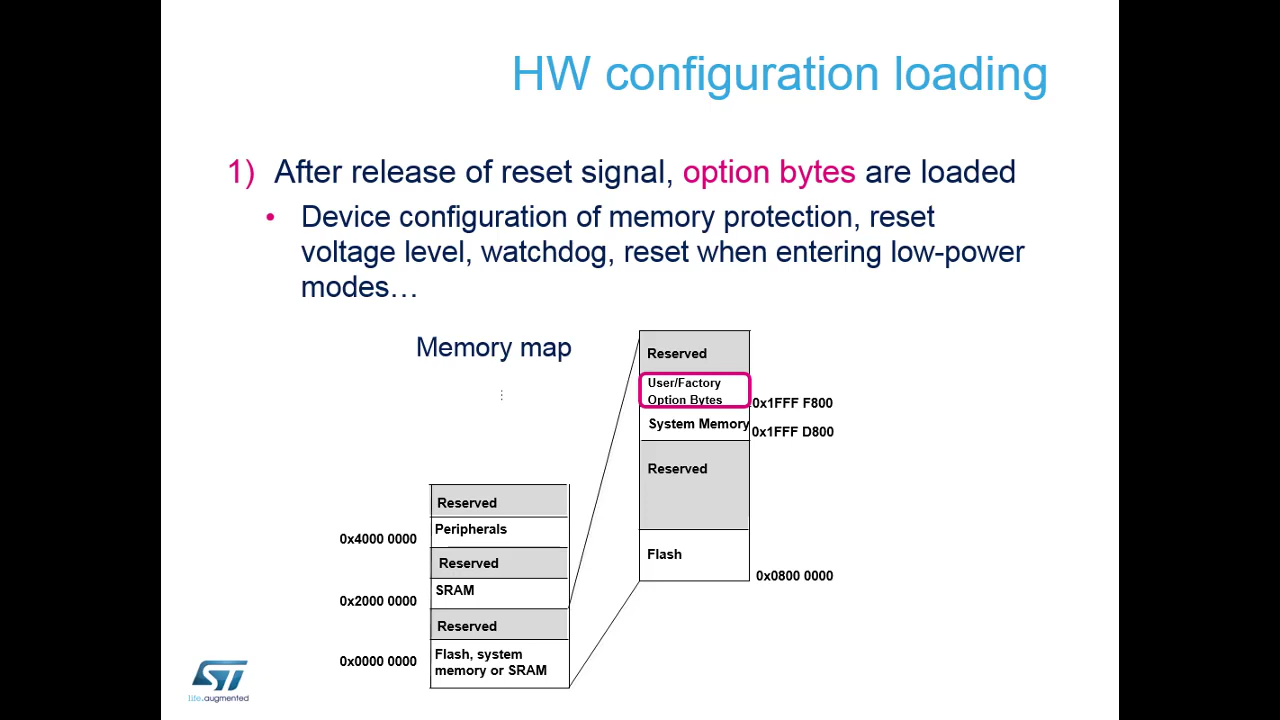 HW configuration loading
1) After release of reset signal, option bytes are loaded
• Device configuration of memory protection, reset
voltage level, watchdog, reset when entering low-power
modes…
Memory map
Reserved
User/Factory
Option Bytes
0x1FFF F800
System Memory
0x1FFF D800
Reserved
Flash
0x0800 0000
Reserved
Peripherals
0x4000 0000
Reserved
SRAM
0x2000 0000
Reserved
Flash, system
memory or SRAM
0x0000 0000
ST
life.augmented